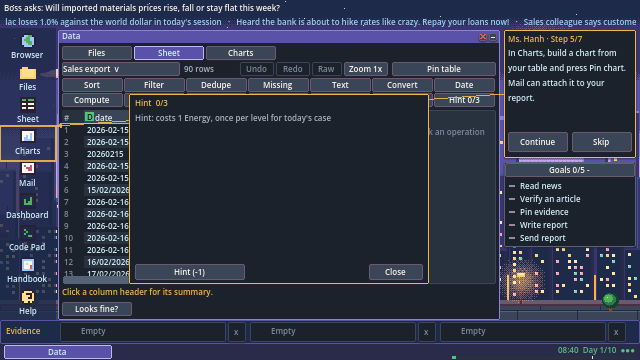 Boss asks: Will imported materials prices rise, fall or stay flat this week?
lac loses 1.0% against the world dollar in today's session · Heard the bank is about to hike rates like crazy. Repay your loans now! · Sales colleague says custome
Browser
Files
Sheet
Charts
Mail
Dashboard
Code Pad
Handbook
Help
Data
Files
Sheet
Charts
Sales export v
90 rows
Undo
Redo
Raw
Zoom 1x
Pin table
Sort
Filter
Dedupe
Missing
Text
Convert
Date
Compute
Hint 0/3
# D date
1 2026-02-15
2 2026-02-15
3 20260215
4 2026-02-15
5 2026-02-15
6 15/02/2026
7 2026-02-16
8 2026-02-16
9 2026-02-16
10 2026-02-16
11 2026-02-16
12 16/02/2026
13 17/02/2026
k an operation
Hint 0/3
Hint: costs 1 Energy, once per level for today's case
Hint (-1)
Close
Click a column header for its summary.
Looks fine?
Ms. Hanh · Step 5/7
In Charts, build a chart from
your table and press Pin chart.
Mail can attach it to your
report.
Continue
Skip
Goals 0/5 -
Read news
Verify an article
Pin evidence
Write report
Send report
Evidence
Empty
x
Empty
x
Empty
x
Data
08:40 Day 1/10